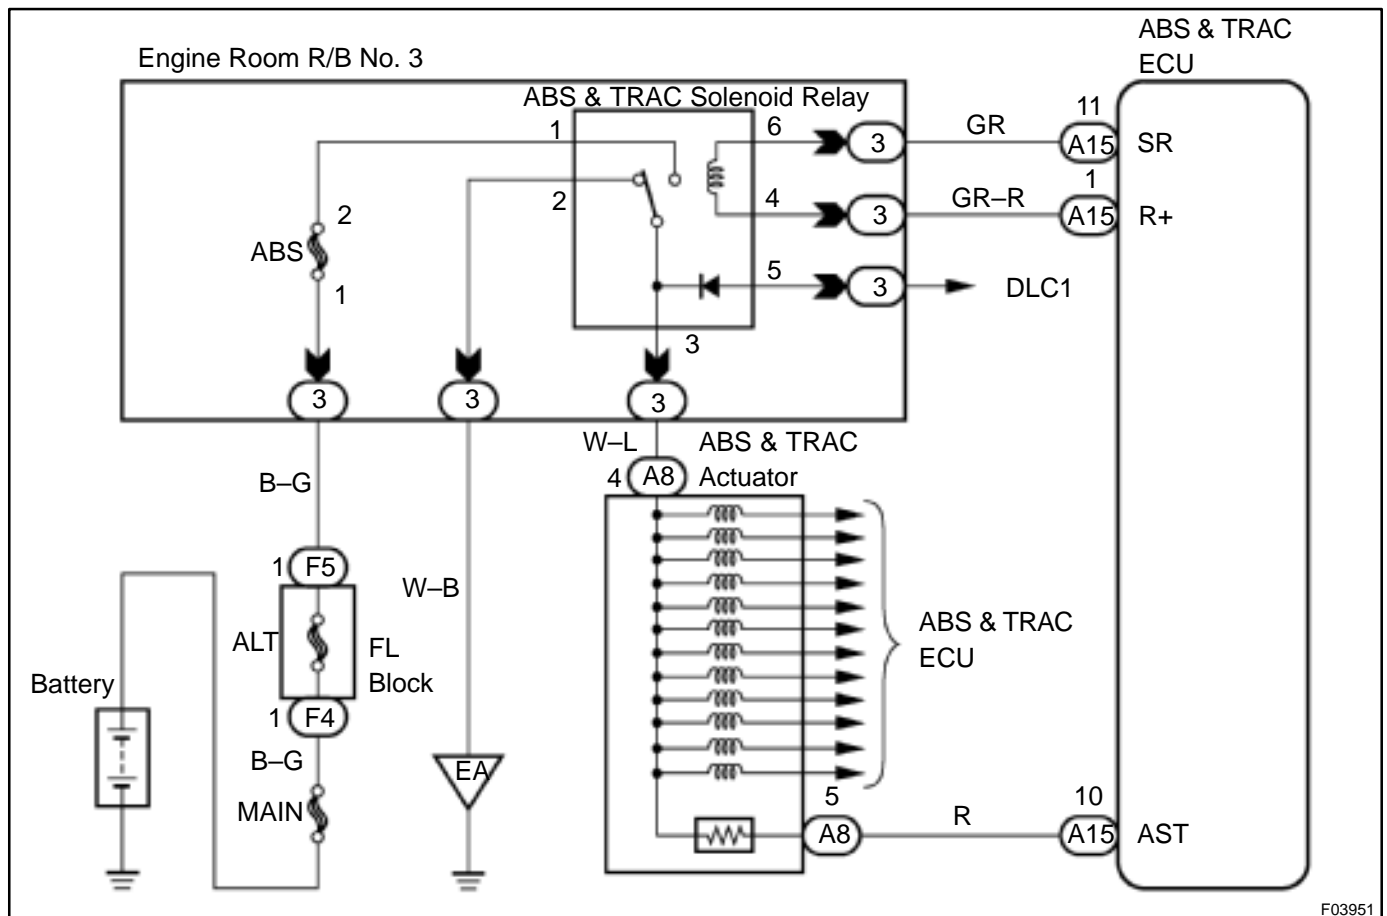 ABS & TRAC
ECU
Engine Room R/B No. 3
ABS & TRAC Solenoid Relay
1
6
3
GR
11
A15
SR
2
4
3
GR–R
1
A15
R+
2
ABS
1
5
3
DLC1
3
3
3
3
W–L
ABS & TRAC
Actuator
4
A8
B–G
1
F5
W–B
ALT
FL
Block
ABS & TRAC
ECU
Battery
1
F4
B–G
EA
MAIN
5
A8
R
10
A15
AST
F03951